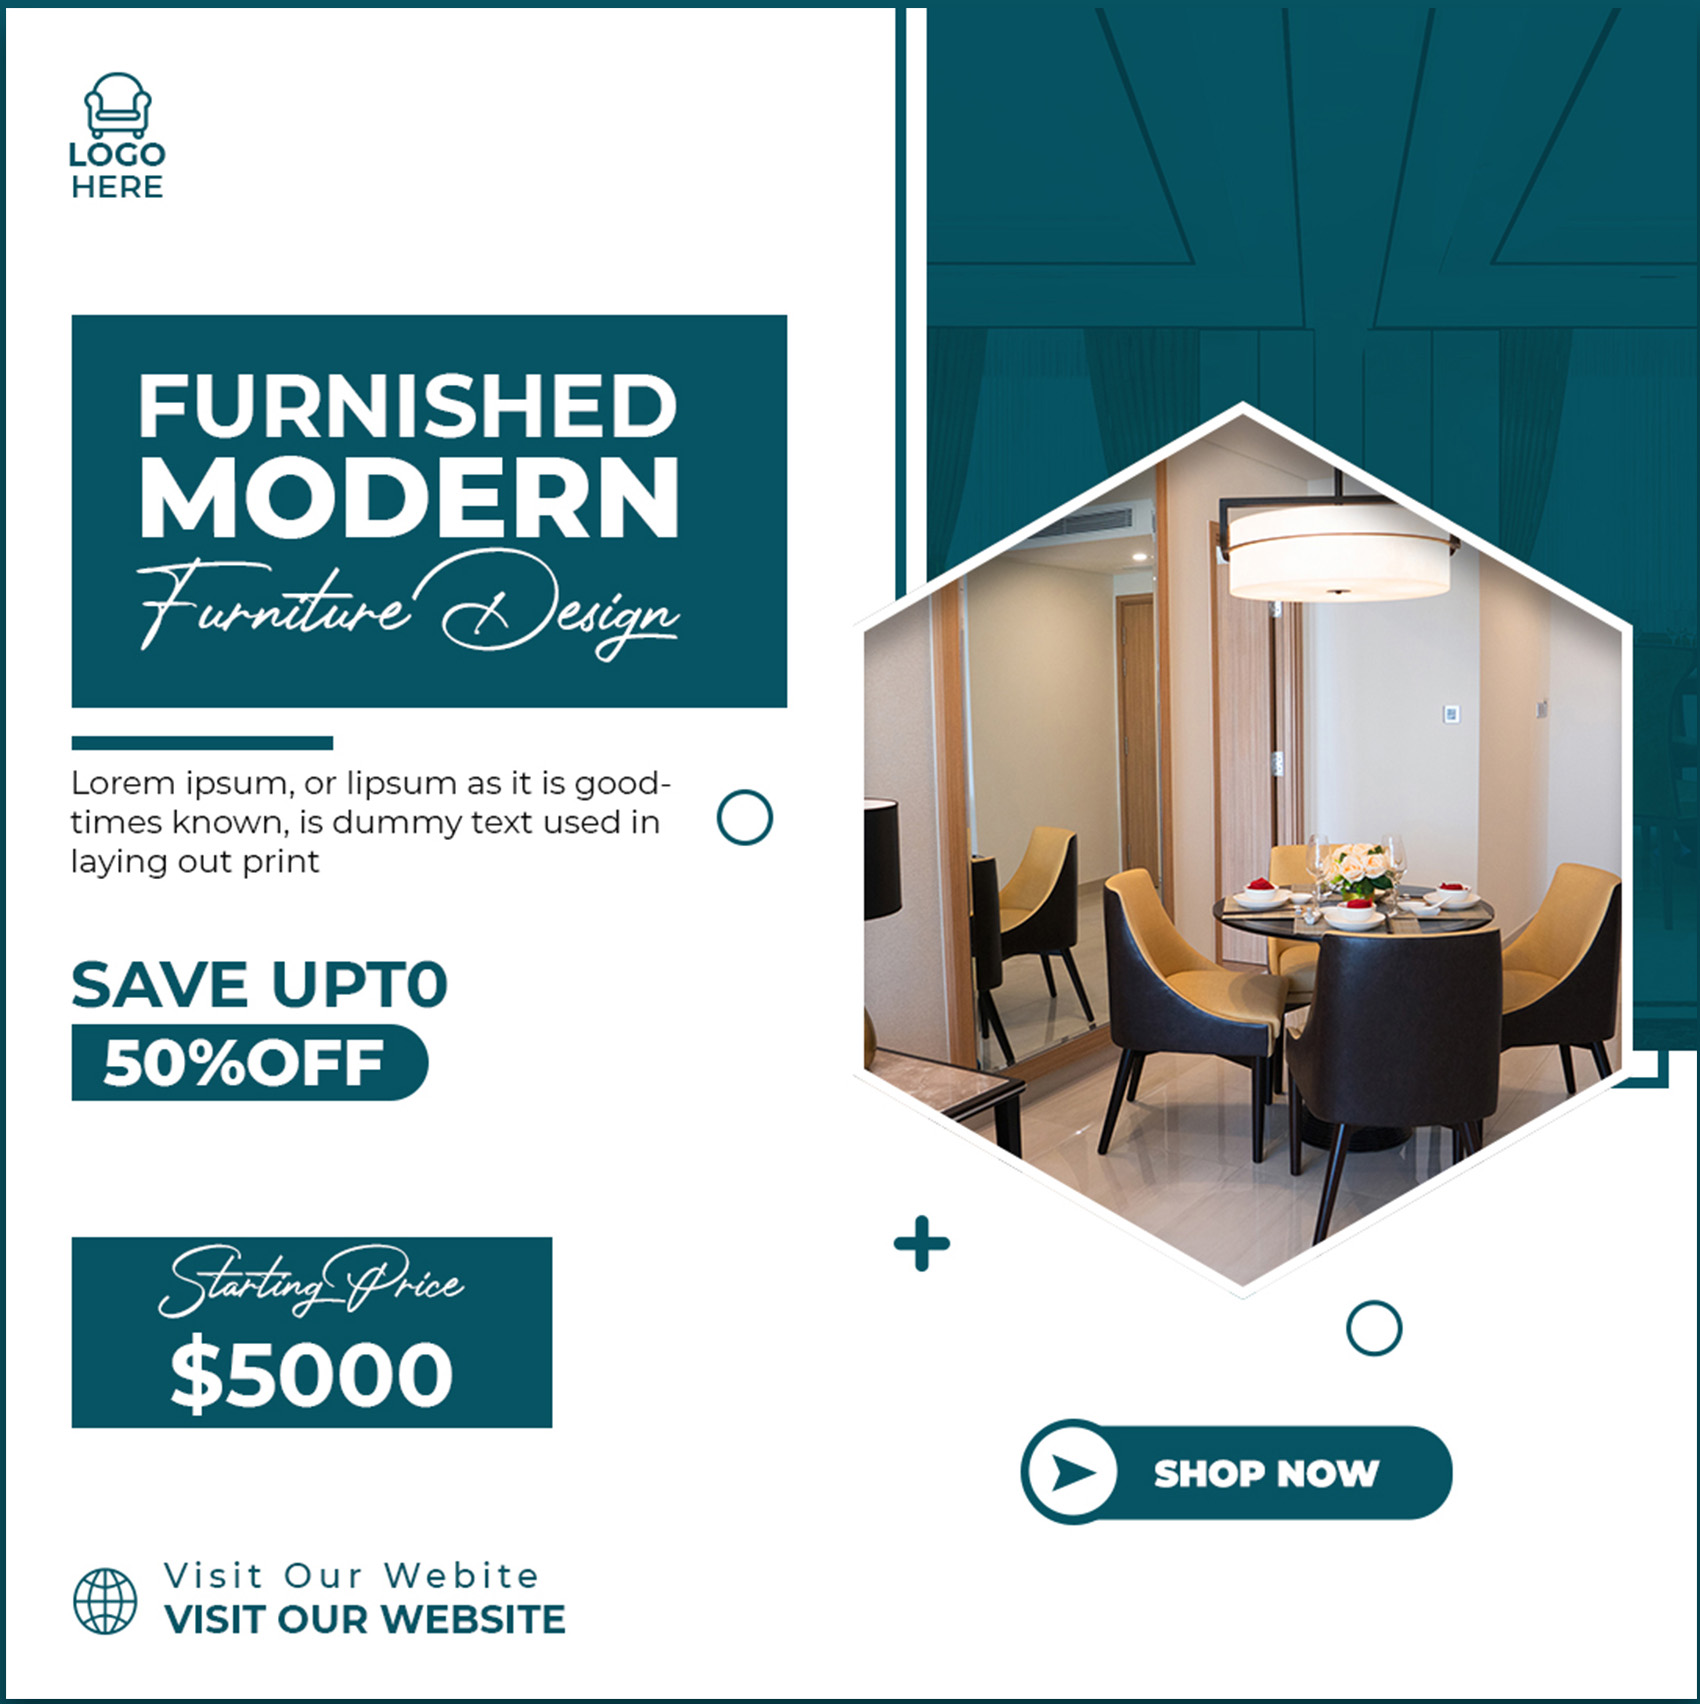 LOGO
HERE
FURNISHED
MODERN
Furniture Design
Lorem ipsum, or lipsum as it is good-
times known, is dummy text used in
laying out print
SAVE UPT0
50%OFF
Starting Price
$5000
SHOP NOW
Visit Our Webite
VISIT OUR WEBSITE